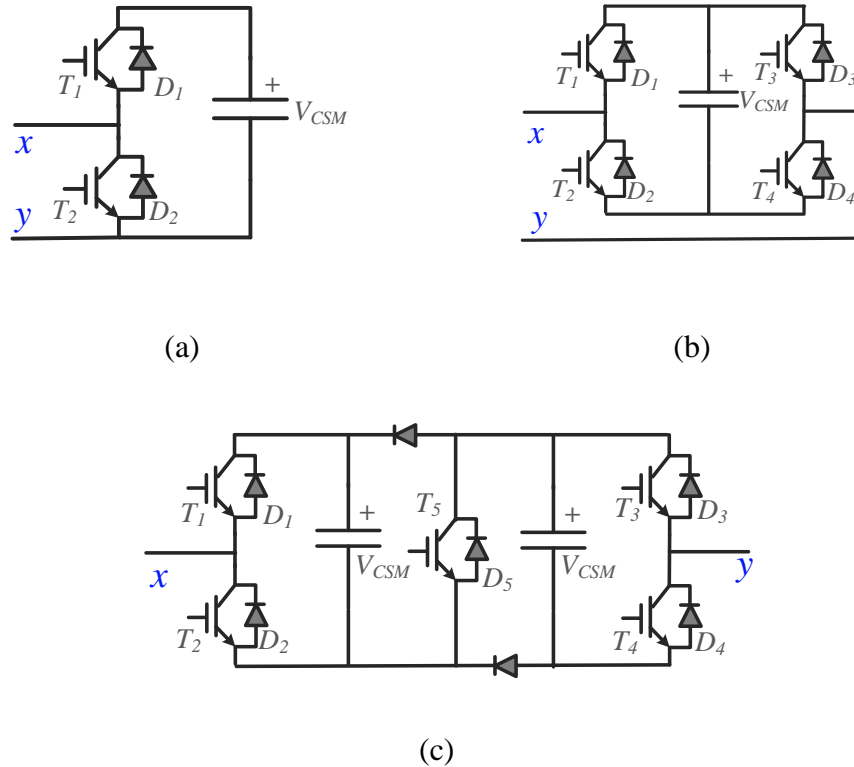 T1 D1 + VCSM
x
T2 D2
y
(a)
T1 D1 + VCSM T3 D3
x
T2 D2 T4 D4
y
(b)
T1 D1 + VCSM T5 D5 + VCSM T3 D3
x y
T2 D2 T4 D4
(c)